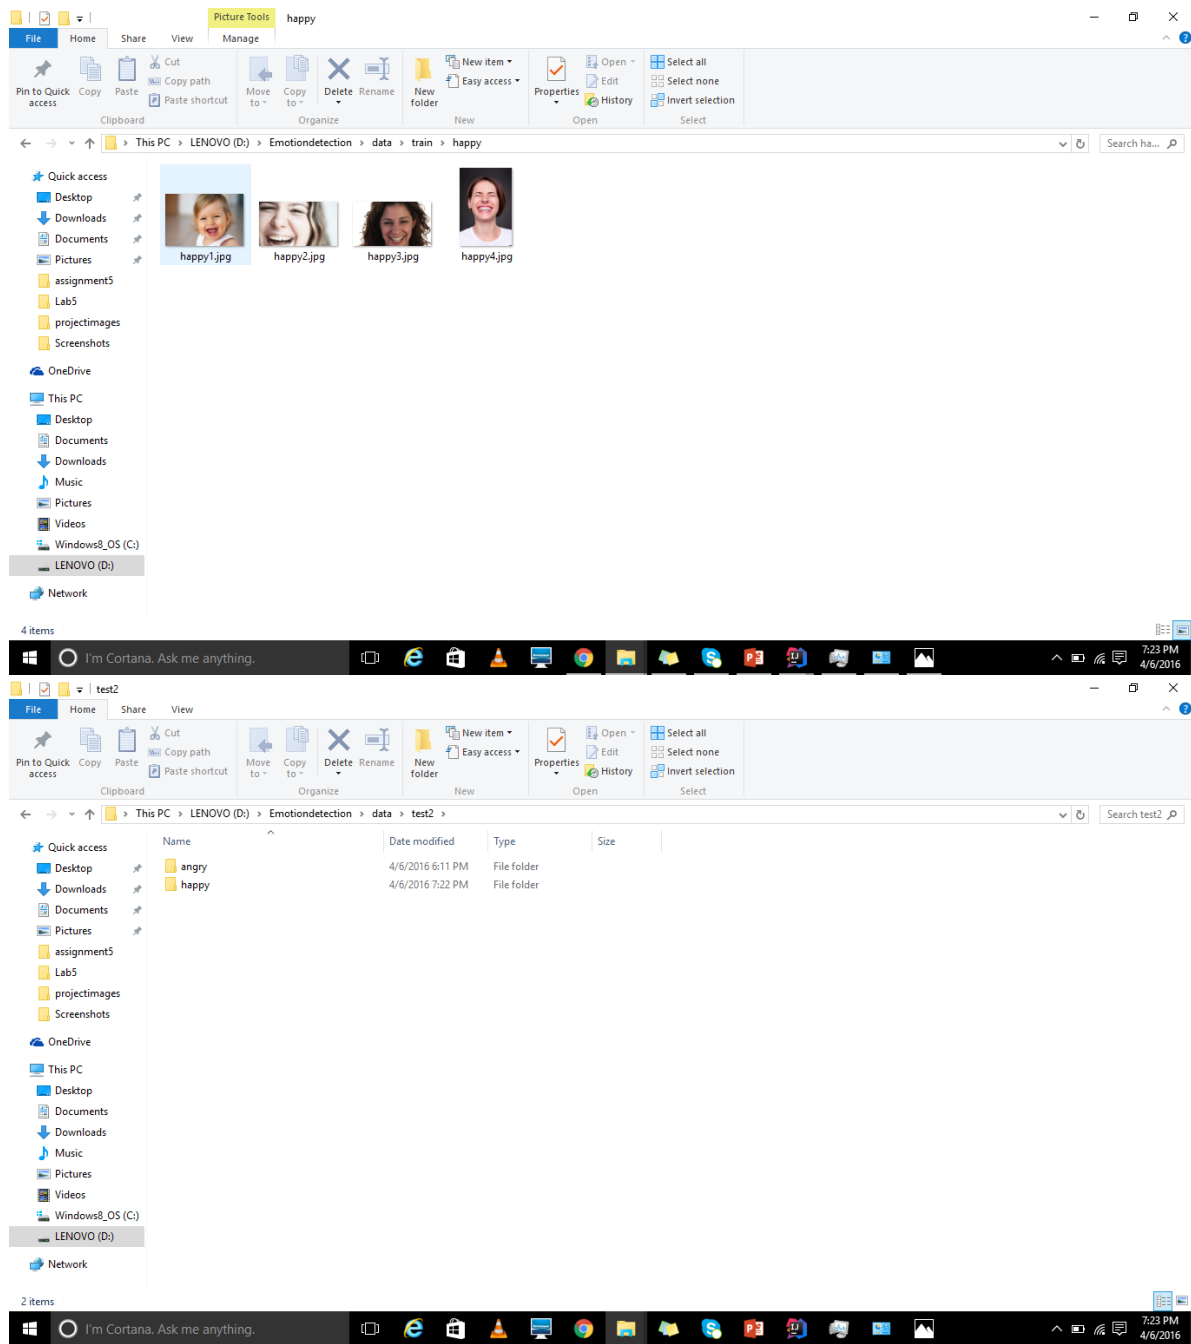 Picture Tools happy
File Home Share View Manage
Pin to Quick access
Copy
Paste
Cut
Copy path
Paste shortcut
Move to
Copy to
Delete
Rename
New folder
New item
Easy access
Properties
Open
Edit
History
Select all
Select none
Invert selection
Clipboard Organize New Open Select
This PC > LENOVO (D:) > Emotiondetection > data > train > happy
Search ha...
Quick access
Desktop
Downloads
Documents
Pictures
assignment5
Lab5
projectimages
Screenshots
OneDrive
This PC
Desktop
Documents
Downloads
Music
Pictures
Videos
Windows8_OS (C:)
LENOVO (D:)
Network
happy1.jpg happy2.jpg happy3.jpg happy4.jpg
4 items
I'm Cortana. Ask me anything.
7:23 PM
4/6/2016
test2
File Home Share View
Pin to Quick access
Copy
Paste
Cut
Copy path
Paste shortcut
Move to
Copy to
Delete
Rename
New folder
New item
Easy access
Properties
Open
Edit
History
Select all
Select none
Invert selection
Clipboard Organize New Open Select
This PC > LENOVO (D:) > Emotiondetection > data > test2 >
Search test2
Quick access
Desktop
Downloads
Documents
Pictures
assignment5
Lab5
projectimages
Screenshots
OneDrive
This PC
Desktop
Documents
Downloads
Music
Pictures
Videos
Windows8_OS (C:)
LENOVO (D:)
Network
Name Date modified Type Size
angry 4/6/2016 6:11 PM File folder
happy 4/6/2016 7:22 PM File folder
2 items
I'm Cortana. Ask me anything.
7:23 PM
4/6/2016